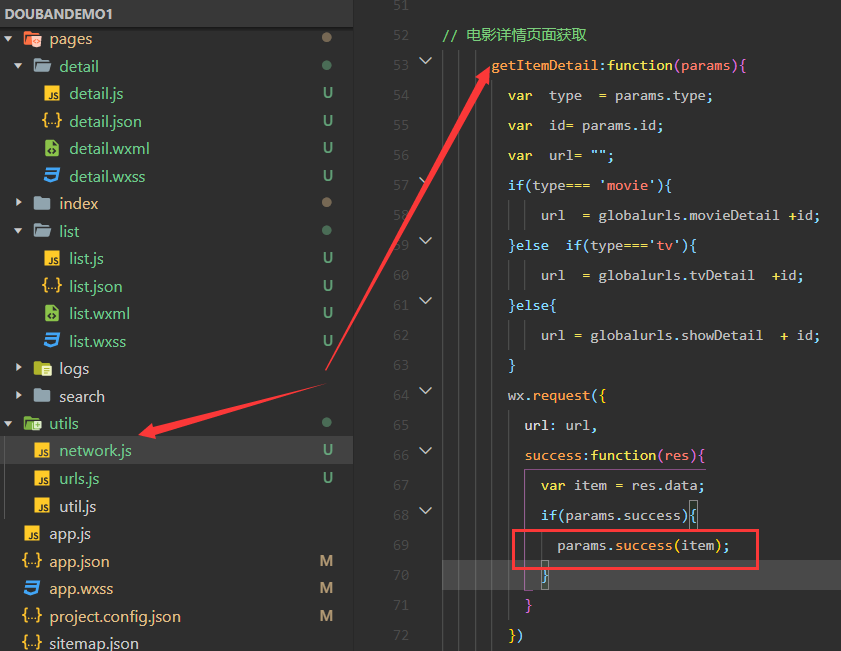 DOUBANDEMO1
pages
detail
JS detail.js U
{..} detail.json U
detail.wxml U
detail.wxss U
index
list
JS list.js U
{..} list.json U
list.wxml U
list.wxss U
logs
search
utils
JS network.js U
JS urls.js U
JS util.js
JS app.js
{..} app.json M
app.wxss M
{..} project.config.json M
{..} sitemap.json
51
52 // 电影详情页面获取
53 getItemDetail:function(params){
54 var type = params.type;
55 var id= params.id;
56 var url= "";
57 if(type=== 'movie'){
58 url = globalurls.movieDetail +id;
59 }else if(type==='tv'){
60 url = globalurls.tvDetail +id;
61 }else{
62 url = globalurls.showDetail + id;
63 }
64 wx.request({
65 url: url,
66 success:function(res){
67 var item = res.data;
68 if(params.success){
69 params.success(item);
70 }
71 }
72 })